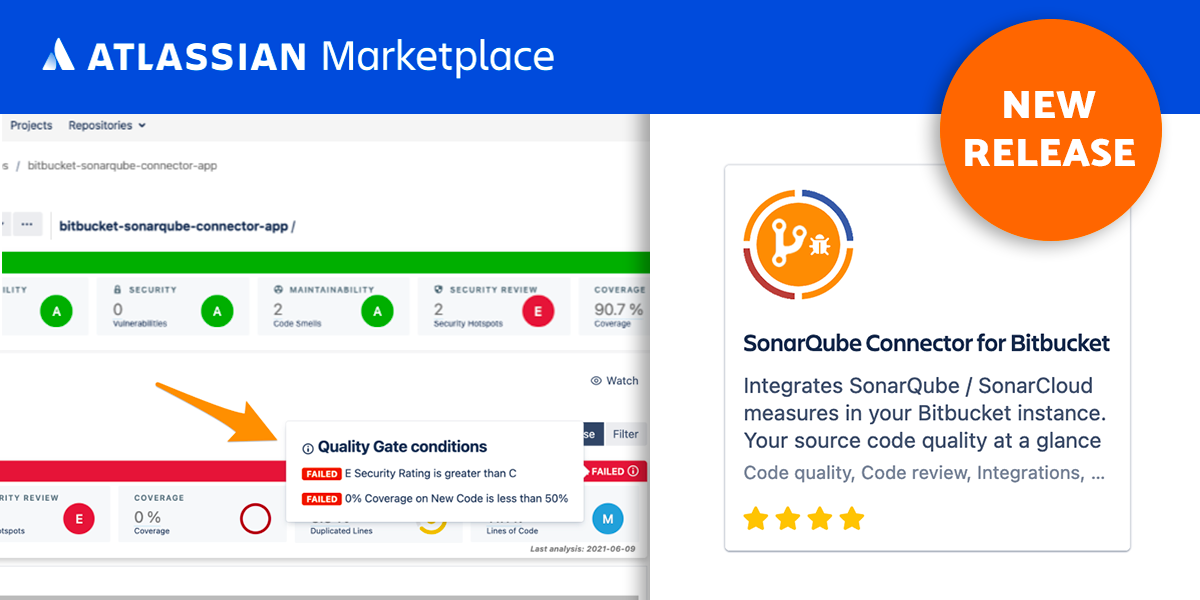 ATLASSIAN Marketplace
NEW
RELEASE
Projects Repositories
s / bitbucket-sonarqube-connector-app
bitbucket-sonarqube-connector-app /
ILITY
A
SECURITY
0
Vulnerabilities
A
MAINTAINABILITY
2
Code Smells
A
SECURITY REVIEW
2
Security Hotspots
E
COVERAGE
90.7 %
Coverage
Watch
se Filter
Quality Gate conditions
FAILED E Security Rating is greater than C
FAILED 0% Coverage on New Code is less than 50%
FAILED
RITY REVIEW
otspots
E
COVERAGE
0 %
Coverage
Duplicated Lines
Lines of Code
M
Last analysis: 2021-06-09
SonarQube Connector for Bitbucket
Integrates SonarQube / SonarCloud
measures in your Bitbucket instance.
Your source code quality at a glance
Code quality, Code review, Integrations, ...